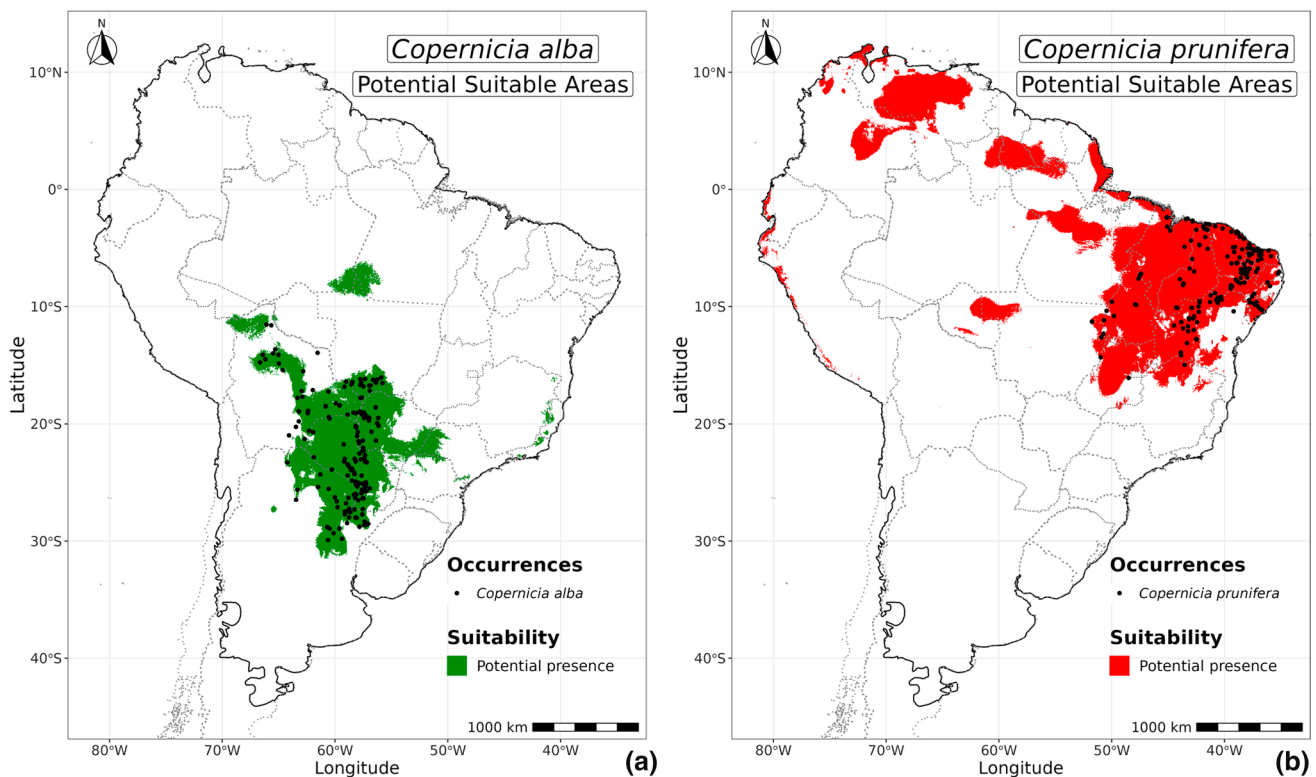 N
Copernicia alba
Potential Suitable Areas
10°N
0°
10°S
20°S
30°S
40°S
Latitude
Occurrences
Copernicia alba
Suitability
Potential presence
1000 km
80°W
70°W
60°W
50°W
40°W
Longitude
(a)
N
Copernicia prunifera
Potential Suitable Areas
10°N
0°
10°S
20°S
30°S
40°S
Latitude
Occurrences
Copernicia prunifera
Suitability
Potential presence
1000 km
80°W
70°W
60°W
50°W
40°W
Longitude
(b)